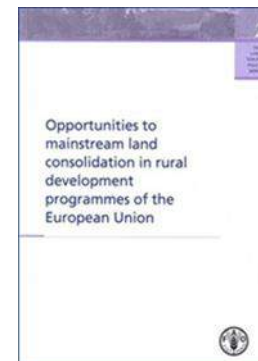 Opportunities to
mainstream land
consolidation in rural
development
programmes of the
European Union